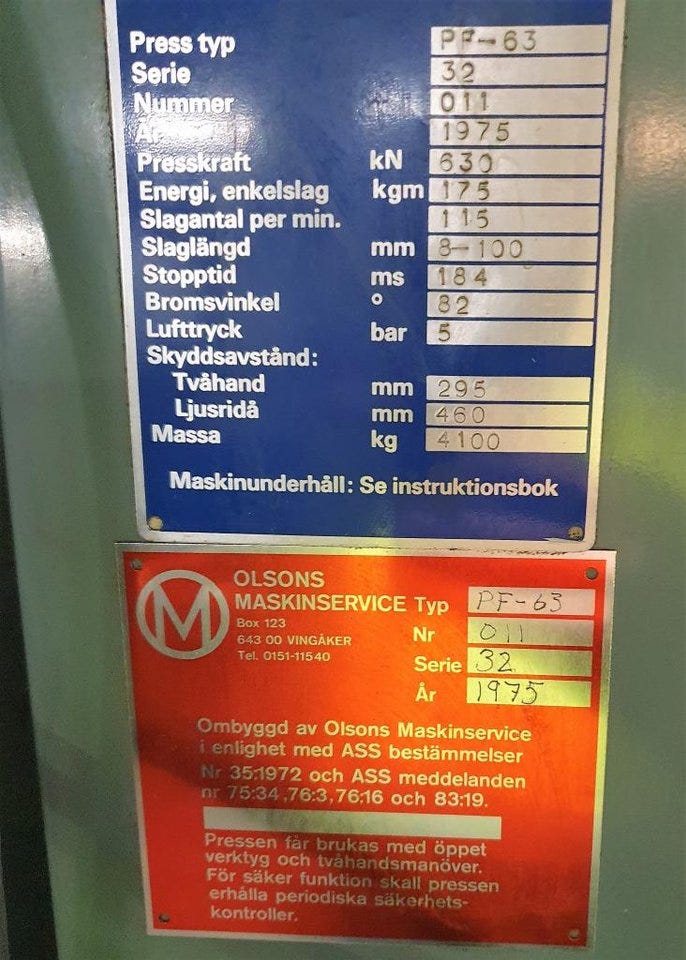 Press typ PF-63
Serie 32
Nummer 011
År 1975
Presskraft kN 630
Energi, enkelslag kgm 175
Slagantal per min. 115
Slaglängd mm 8-100
Stopptid ms 184
Bromsvinkel ° 82
Lufttryck bar 5
Skyddsavstånd:
Tvåhand mm 295
Ljusridå mm 460
Massa kg 4100
Maskinunderhåll: Se instruktionsbok
M
OLSONS
MASKINSERVICE
Box 123
643 00 VINGÅKER
Tel. 0151-11540
Typ PF-63
Nr 011
Serie 32
År 1975
Ombyggd av Olsons Maskinservice
i enlighet med ASS bestämmelser
Nr 35:1972 och ASS meddelanden
nr 75:34,76:3,76:16 och 83:19.
Pressen får brukas med öppet
verktyg och tvåhandsmanöver.
För säker funktion skall pressen
erhålla periodiska säkerhets-
kontroller.